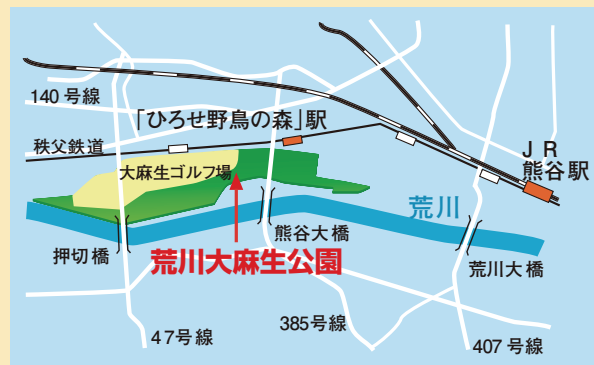 140号線
「ひろせ野鳥の森」駅
秩父鉄道
JR
熊谷駅
大麻生ゴルフ場
荒川
押切橋
熊谷大橋
荒川大麻生公園
荒川大橋
47号線
385号線
407号線